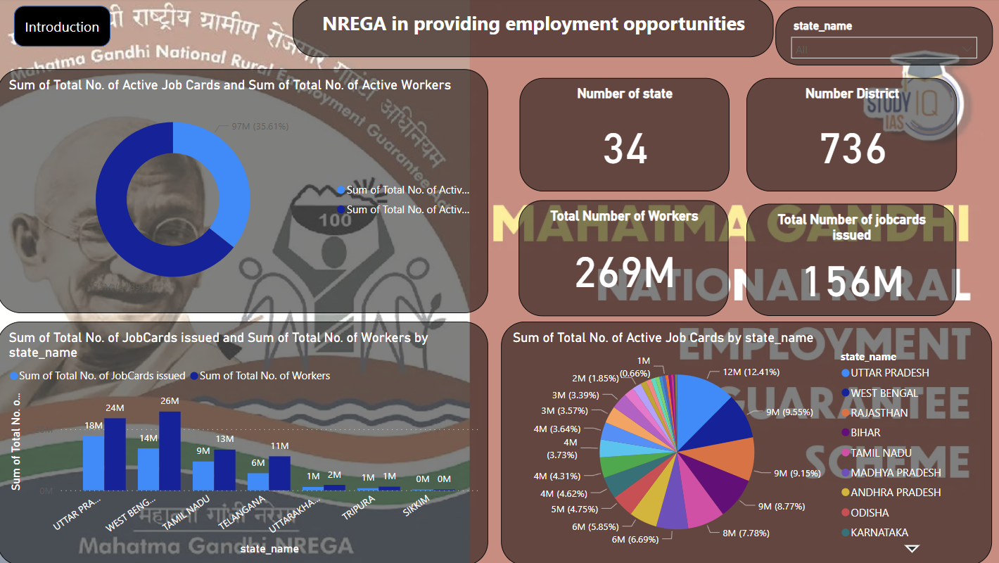 Introduction
राष्ट्रीय ग्रामीण
Mahatma Gandhi National Rural Employment Guarantee Act
गारंटी अधिनियम
NREGA in providing employment opportunities
state_name
All
STUDY IQ
IAS
Sum of Total No. of Active Job Cards and Sum of Total No. of Active Workers
97M (35.61%)
Sum of Total No. of Activ...
Sum of Total No. of Activ...
100
Number of state
34
Number District
736
Total Number of Workers
269M
Total Number of jobcards
issued
156M
MAHATMA GANDHI
NATIONAL RURAL
EMPLOYMENT
GUARANTEE
SCHEME
Sum of Total No. of JobCards issued and Sum of Total No. of Workers by
state_name
Sum of Total No. of JobCards issued
Sum of Total No. of Workers
Sum of Total No. o...
0M
18M
24M
14M
26M
9M
13M
6M
11M
1M
2M
1M
1M
0M
0M
UTTAR PRA...
WEST BENG...
TAMIL NADU
TELANGANA
UTTARAKHA...
TRIPURA
SIKKIM
state_name
महात्मा गांधी नरेगा
Mahatma Gandhi NREGA
Sum of Total No. of Active Job Cards by state_name
12M (12.41%)
9M (9.55%)
9M (9.15%)
9M (8.77%)
8M (7.78%)
6M (6.69%)
6M (5.85%)
5M (4.75%)
4M (4.62%)
4M (4.31%)
4M
(3.73%)
4M (3.64%)
3M (3.57%)
3M (3.39%)
2M (1.85%)
1M
(0.66%)
state_name
UTTAR PRADESH
WEST BENGAL
RAJASTHAN
BIHAR
TAMIL NADU
MADHYA PRADESH
ANDHRA PRADESH
ODISHA
KARNATAKA